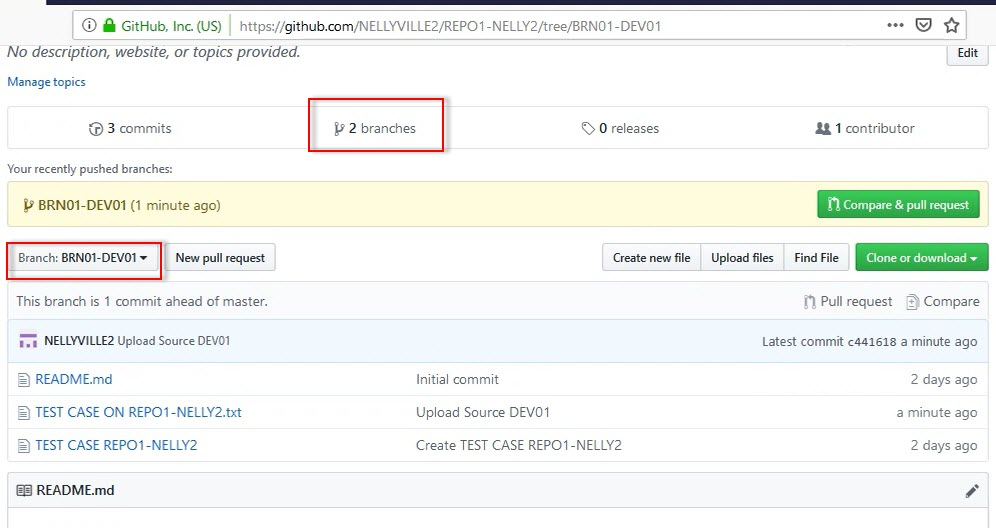 GitHub, Inc. (US) https://github.com/NELLYVILLE2/REPO1-NELLY2/tree/BRN01-DEV01
No description, website, or topics provided. Edit
Manage topics
3 commits 2 branches 0 releases 1 contributor
Your recently pushed branches:
BRN01-DEV01 (1 minute ago) Compare & pull request
Branch: BRN01-DEV01 New pull request Create new file Upload files Find File Clone or download
This branch is 1 commit ahead of master. Pull request Compare
NELLYVILLE2 Upload Source DEV01 Latest commit c441618 a minute ago
README.md Initial commit 2 days ago
TEST CASE ON REPO1-NELLY2.txt Upload Source DEV01 a minute ago
TEST CASE REPO1-NELLY2 Create TEST CASE REPO1-NELLY2 2 days ago
README.md